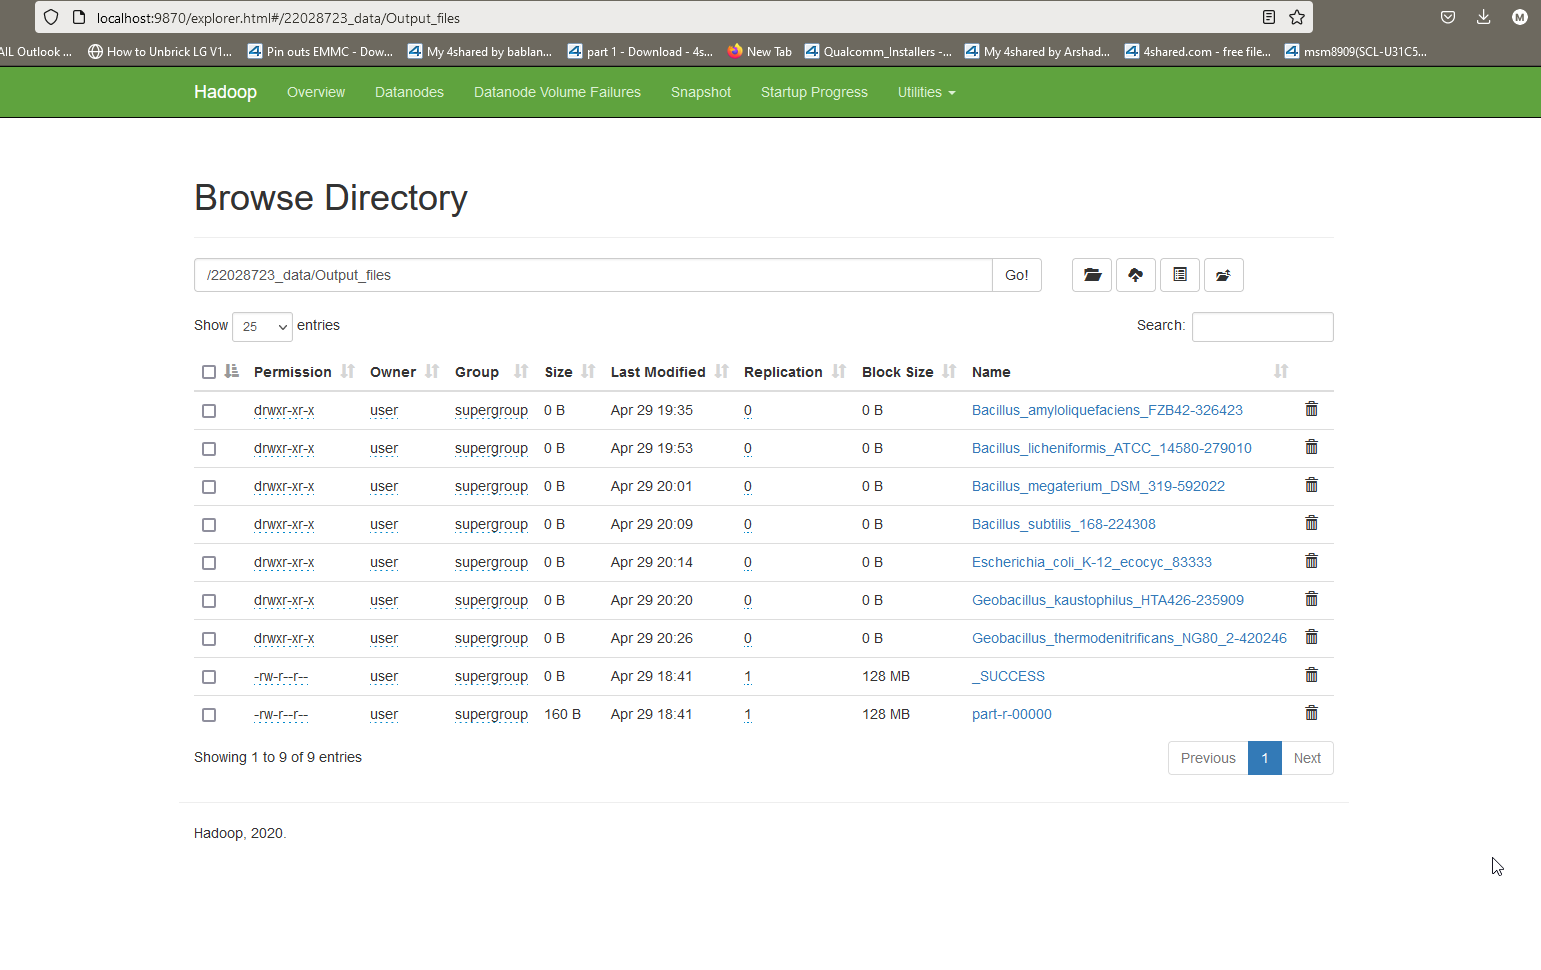 localhost:9870/explorer.html#/22028723_data/Output_files
M
AIL Outlook ... How to Unbrick LG V1... Pin outs EMMC - Dow... My 4shared by bablan... part 1 - Download - 4s... New Tab Qualcomm_Installers -... My 4shared by Arshad... 4shared.com - free file... msm8909(SCL-U31C5...
Hadoop Overview Datanodes Datanode Volume Failures Snapshot Startup Progress Utilities
Browse Directory
/22028723_data/Output_files Go!
Show 25 entries Search:
Permission Owner Group Size Last Modified Replication Block Size Name
drwxr-xr-x user supergroup 0 B Apr 29 19:35 0 0 B Bacillus_amyloliquefaciens_FZB42-326423
drwxr-xr-x user supergroup 0 B Apr 29 19:53 0 0 B Bacillus_licheniformis_ATCC_14580-279010
drwxr-xr-x user supergroup 0 B Apr 29 20:01 0 0 B Bacillus_megaterium_DSM_319-592022
drwxr-xr-x user supergroup 0 B Apr 29 20:09 0 0 B Bacillus_subtilis_168-224308
drwxr-xr-x user supergroup 0 B Apr 29 20:14 0 0 B Escherichia_coli_K-12_ecocyc_83333
drwxr-xr-x user supergroup 0 B Apr 29 20:20 0 0 B Geobacillus_kaustophilus_HTA426-235909
drwxr-xr-x user supergroup 0 B Apr 29 20:26 0 0 B Geobacillus_thermodenitrificans_NG80_2-420246
-rw-r--r-- user supergroup 0 B Apr 29 18:41 1 128 MB _SUCCESS
-rw-r--r-- user supergroup 160 B Apr 29 18:41 1 128 MB part-r-00000
Showing 1 to 9 of 9 entries Previous 1 Next
Hadoop, 2020.